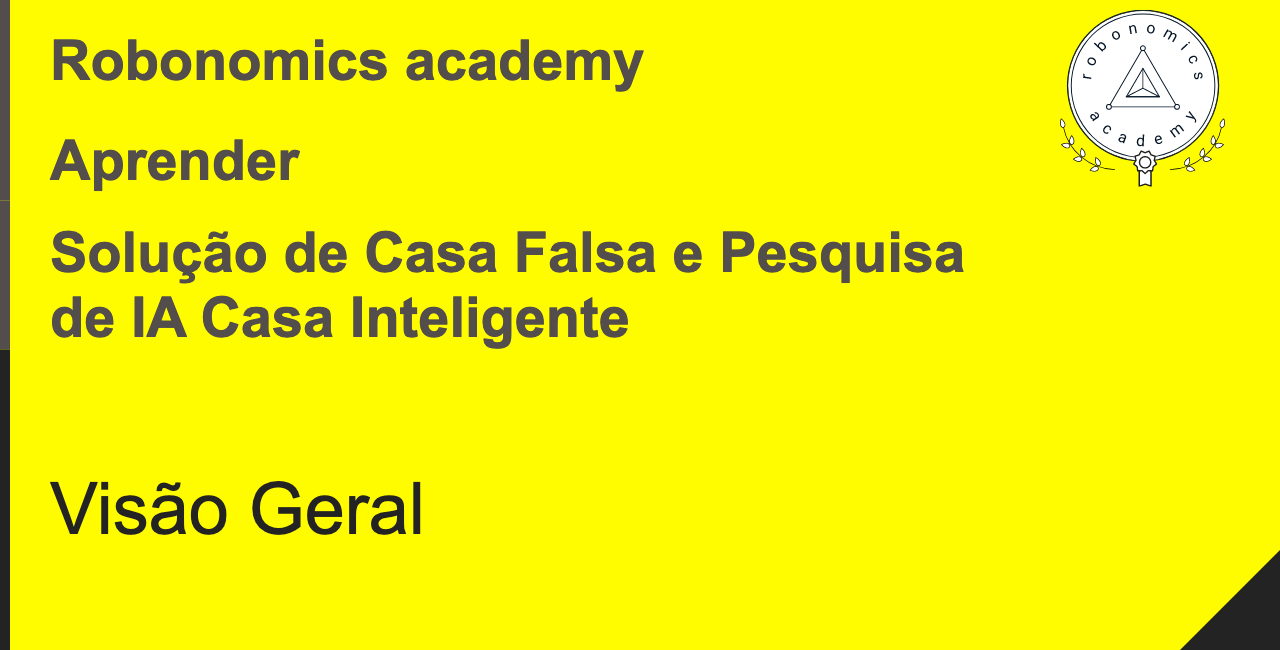 Robonomics academy
Aprender
Solução de Casa Falsa e Pesquisa
de IA Casa Inteligente
Visão Geral
robonomics
academy